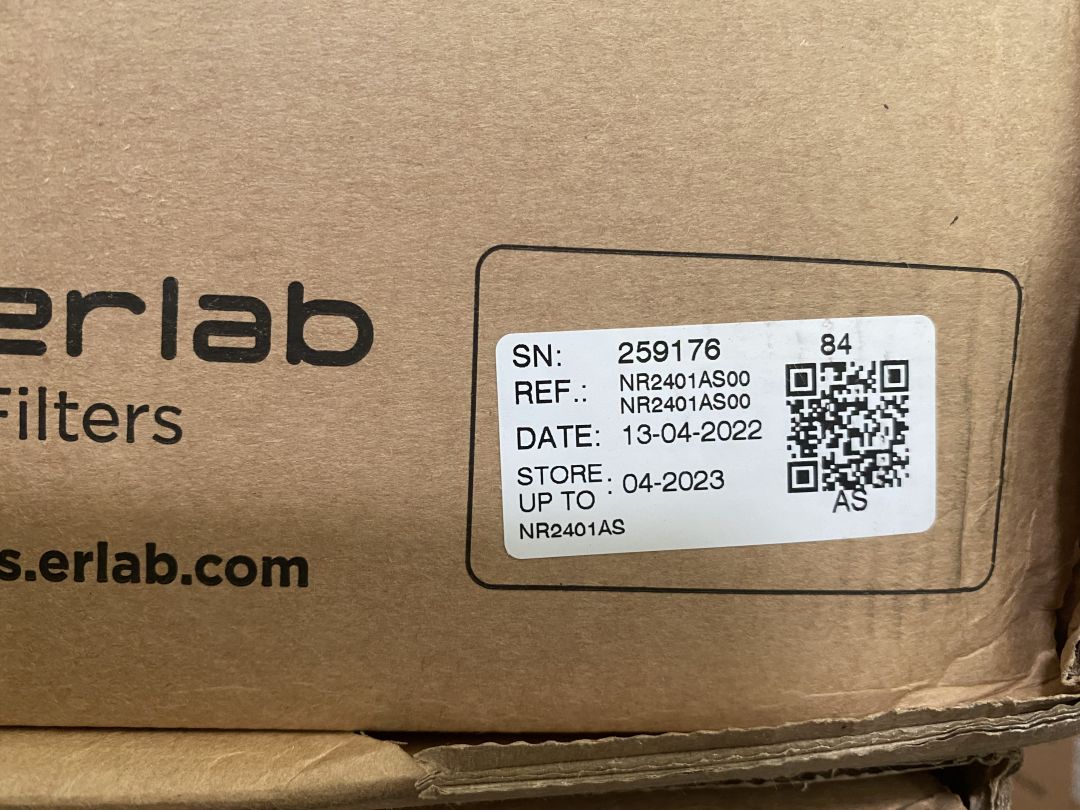 erlab
Filters
s.erlab.com
SN: 259176
84
REF.: NR2401AS00
NR2401AS00
DATE: 13-04-2022
STORE
UP TO : 04-2023
AS
NR2401AS